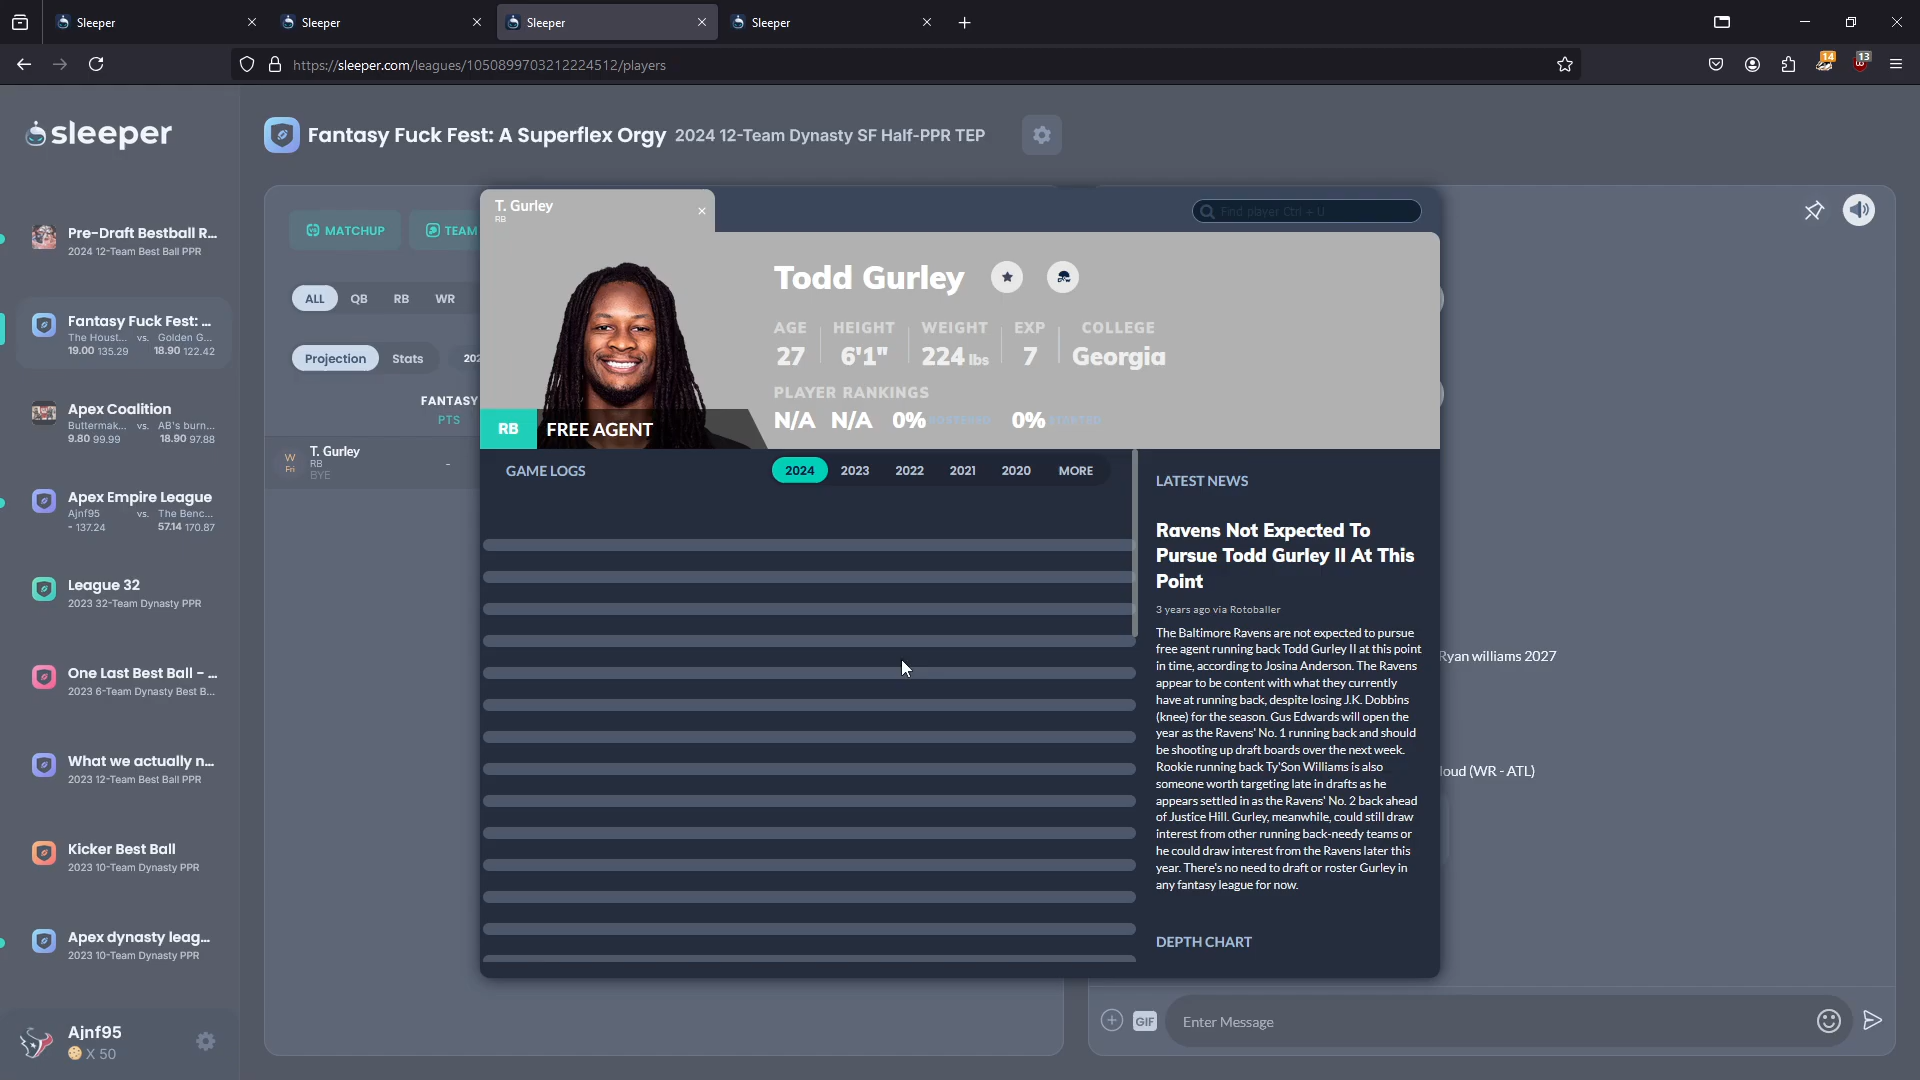 Sleeper
Sleeper
Sleeper
Sleeper
https://sleeper.com/leagues/1050899703212224512/players
14
13
sleeper
Fantasy Fuck Fest: A Superflex Orgy 2024 12-Team Dynasty SF Half-PPR TEP
Pre-Draft Bestball R...
2024 12-Team Best Ball PPR
Fantasy Fuck Fest: ...
The Houst... vs. Golden G...
19.00 135.29 18.90 122.42
Apex Coalition
Buttermak... vs. AB's burn...
9.80 99.99 18.90 97.88
Apex Empire League
Ajnf95 vs. The Benc...
- 137.24 57.14 170.87
League 32
2023 32-Team Dynasty PPR
One Last Best Ball - ...
2023 6-Team Dynasty Best B...
What we actually n...
2023 12-Team Best Ball PPR
Kicker Best Ball
2023 10-Team Dynasty PPR
Apex dynasty leag...
2023 10-Team Dynasty PPR
Ajnf95
X 50
MATCHUP
TEAM
ALL QB RB WR
Projection Stats 202
FANTASY
PTS
W
Fri
T. Gurley
RB
BYE
-
T. Gurley
RB
Find player Ctrl + U
Todd Gurley
AGE HEIGHT WEIGHT EXP COLLEGE
27 6'1" 224 lbs 7 Georgia
PLAYER RANKINGS
N/A N/A 0% ROSTERED 0% STARTED
RB FREE AGENT
GAME LOGS
2024 2023 2022 2021 2020 MORE
LATEST NEWS
Ravens Not Expected To
Pursue Todd Gurley II At This
Point
3 years ago via Rotoballer
The Baltimore Ravens are not expected to pursue
free agent running back Todd Gurley II at this point
in time, according to Josina Anderson. The Ravens
appear to be content with what they currently
have at running back, despite losing J.K. Dobbins
(knee) for the season. Gus Edwards will open the
year as the Ravens' No. 1 running back and should
be shooting up draft boards over the next week.
Rookie running back Ty'Son Williams is also
someone worth targeting late in drafts as he
appears settled in as the Ravens' No. 2 back ahead
of Justice Hill. Gurley, meanwhile, could still draw
interest from other running back-needy teams or
he could draw interest from the Ravens later this
year. There's no need to draft or roster Gurley in
any fantasy league for now.
DEPTH CHART
Ryan williams 2027
loud (WR - ATL)
GIF
Enter Message